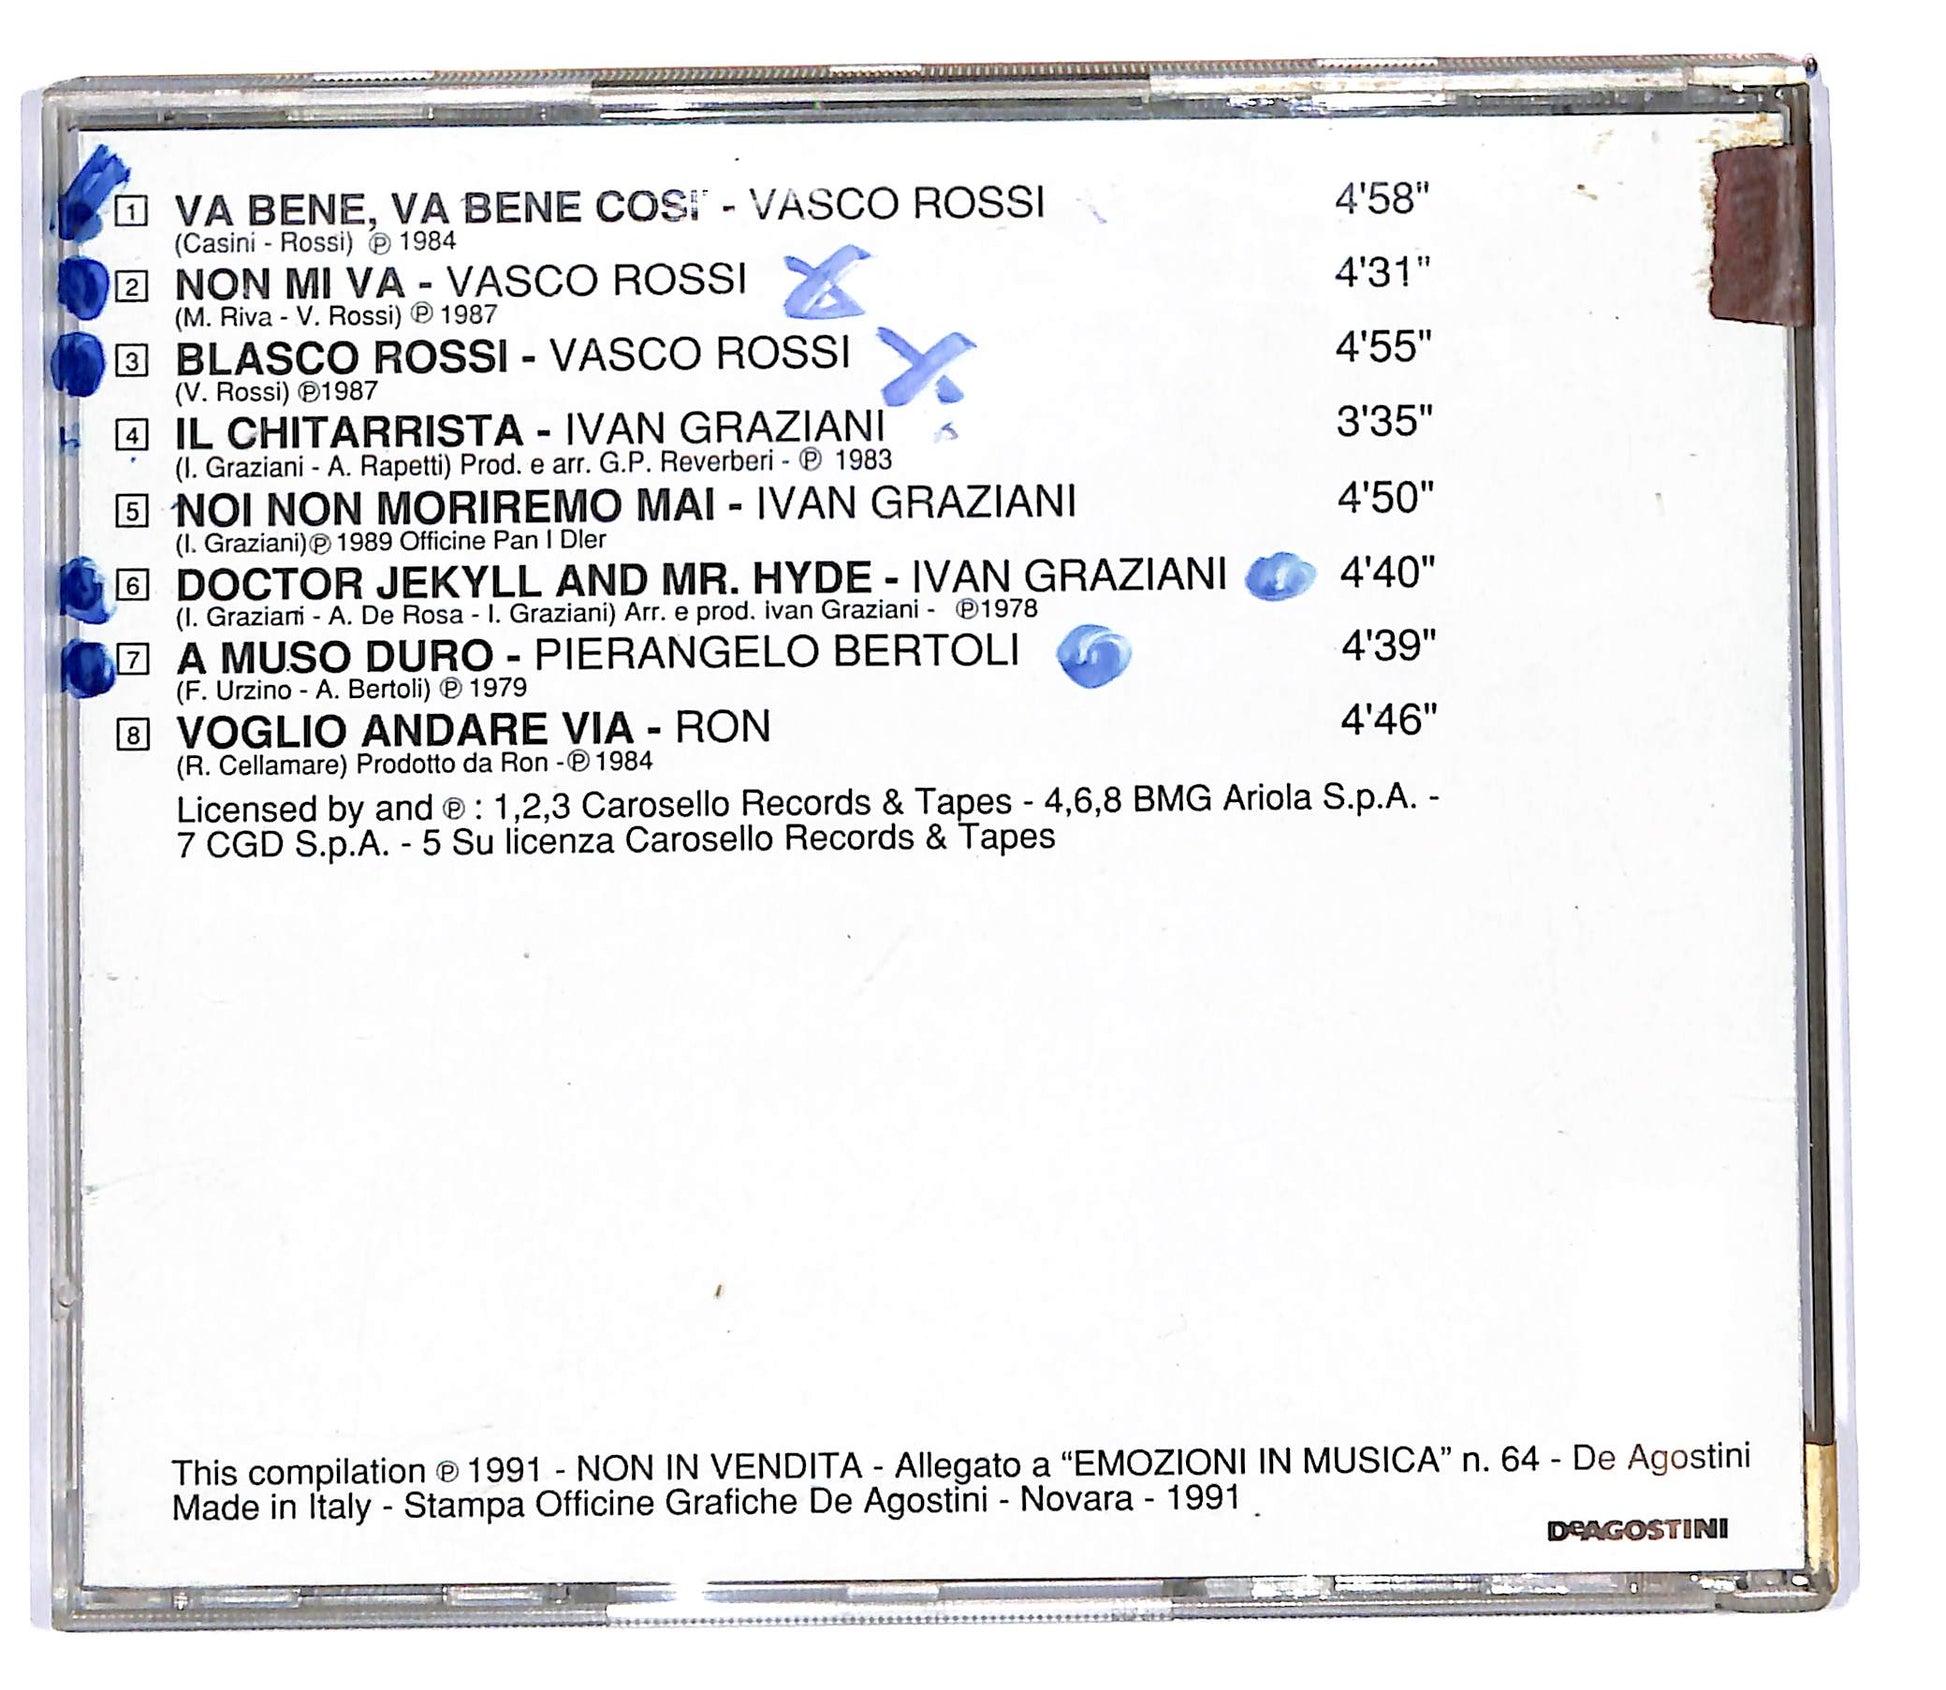 1 VA BENE, VA BENE COSI' - VASCO ROSSI 4'58"
(Casini - Rossi) ℗ 1984
2 NON MI VA - VASCO ROSSI 4'31"
(M. Riva - V. Rossi) ℗ 1987
3 BLASCO ROSSI - VASCO ROSSI 4'55"
(V. Rossi) ℗1987
4 IL CHITARRISTA - IVAN GRAZIANI 3'35"
(I. Graziani - A. Rapetti) Prod. e arr. G.P. Reverberi - ℗ 1983
5 NOI NON MORIREMO MAI - IVAN GRAZIANI 4'50"
(I. Graziani)℗ 1989 Officine Pan I Dler
6 DOCTOR JEKYLL AND MR. HYDE - IVAN GRAZIANI 4'40"
(I. Graziani - A. De Rosa - I. Graziani) Arr. e prod. Ivan Graziani - ℗1978
7 A MUSO DURO - PIERANGELO BERTOLI 4'39"
(F. Urzino - A. Bertoli) ℗ 1979
8 VOGLIO ANDARE VIA - RON 4'46"
(R. Cellamare) Prodotto da Ron -℗ 1984
Licensed by and ℗ : 1,2,3 Carosello Records & Tapes - 4,6,8 BMG Ariola S.p.A. -
7 CGD S.p.A. - 5 Su licenza Carosello Records & Tapes
This compilation ℗ 1991 - NON IN VENDITA - Allegato a “EMOZIONI IN MUSICA” n. 64 - De Agostini
Made in Italy - Stampa Officine Grafiche De Agostini - Novara - 1991
DeAGOSTINI